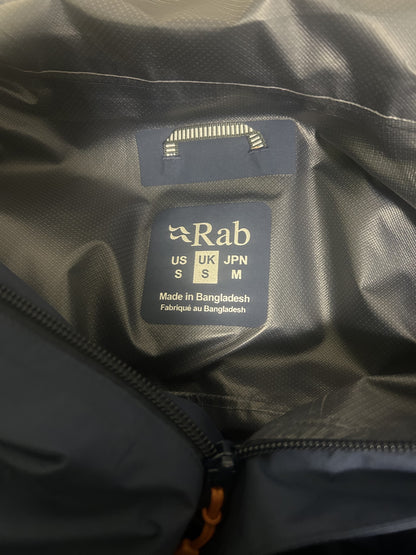 Rab
US UK JPN
S S M
Made in Bangladesh
Fabriqué au Bangladesh